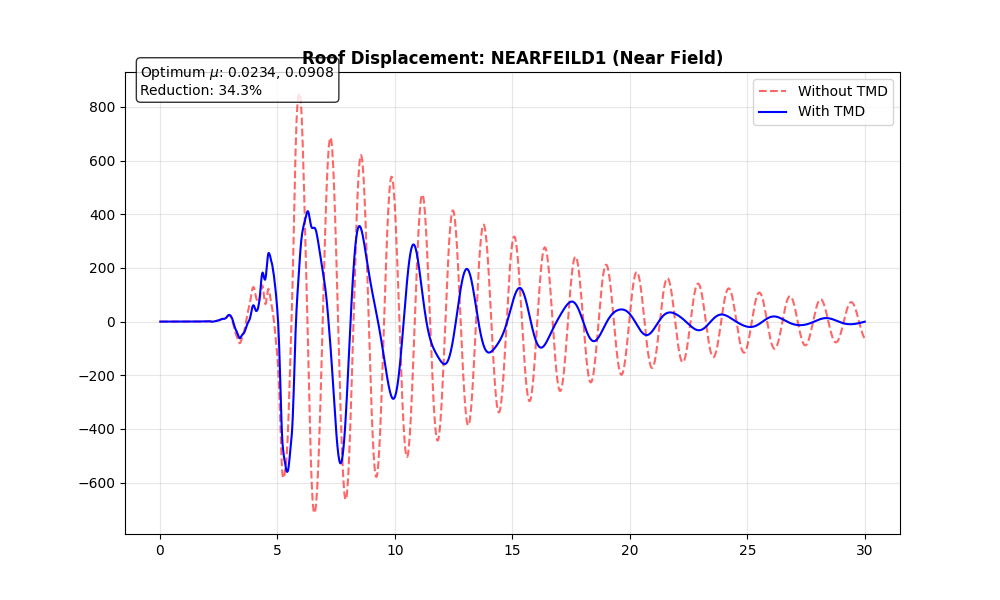 Roof Displacement: NEARFEILD1 (Near Field)
Optimum μ: 0.0234, 0.0908
Reduction: 34.3%
Without TMD
With TMD
800
600
400
200
0
−200
−400
−600
0 5 10 15 20 25 30